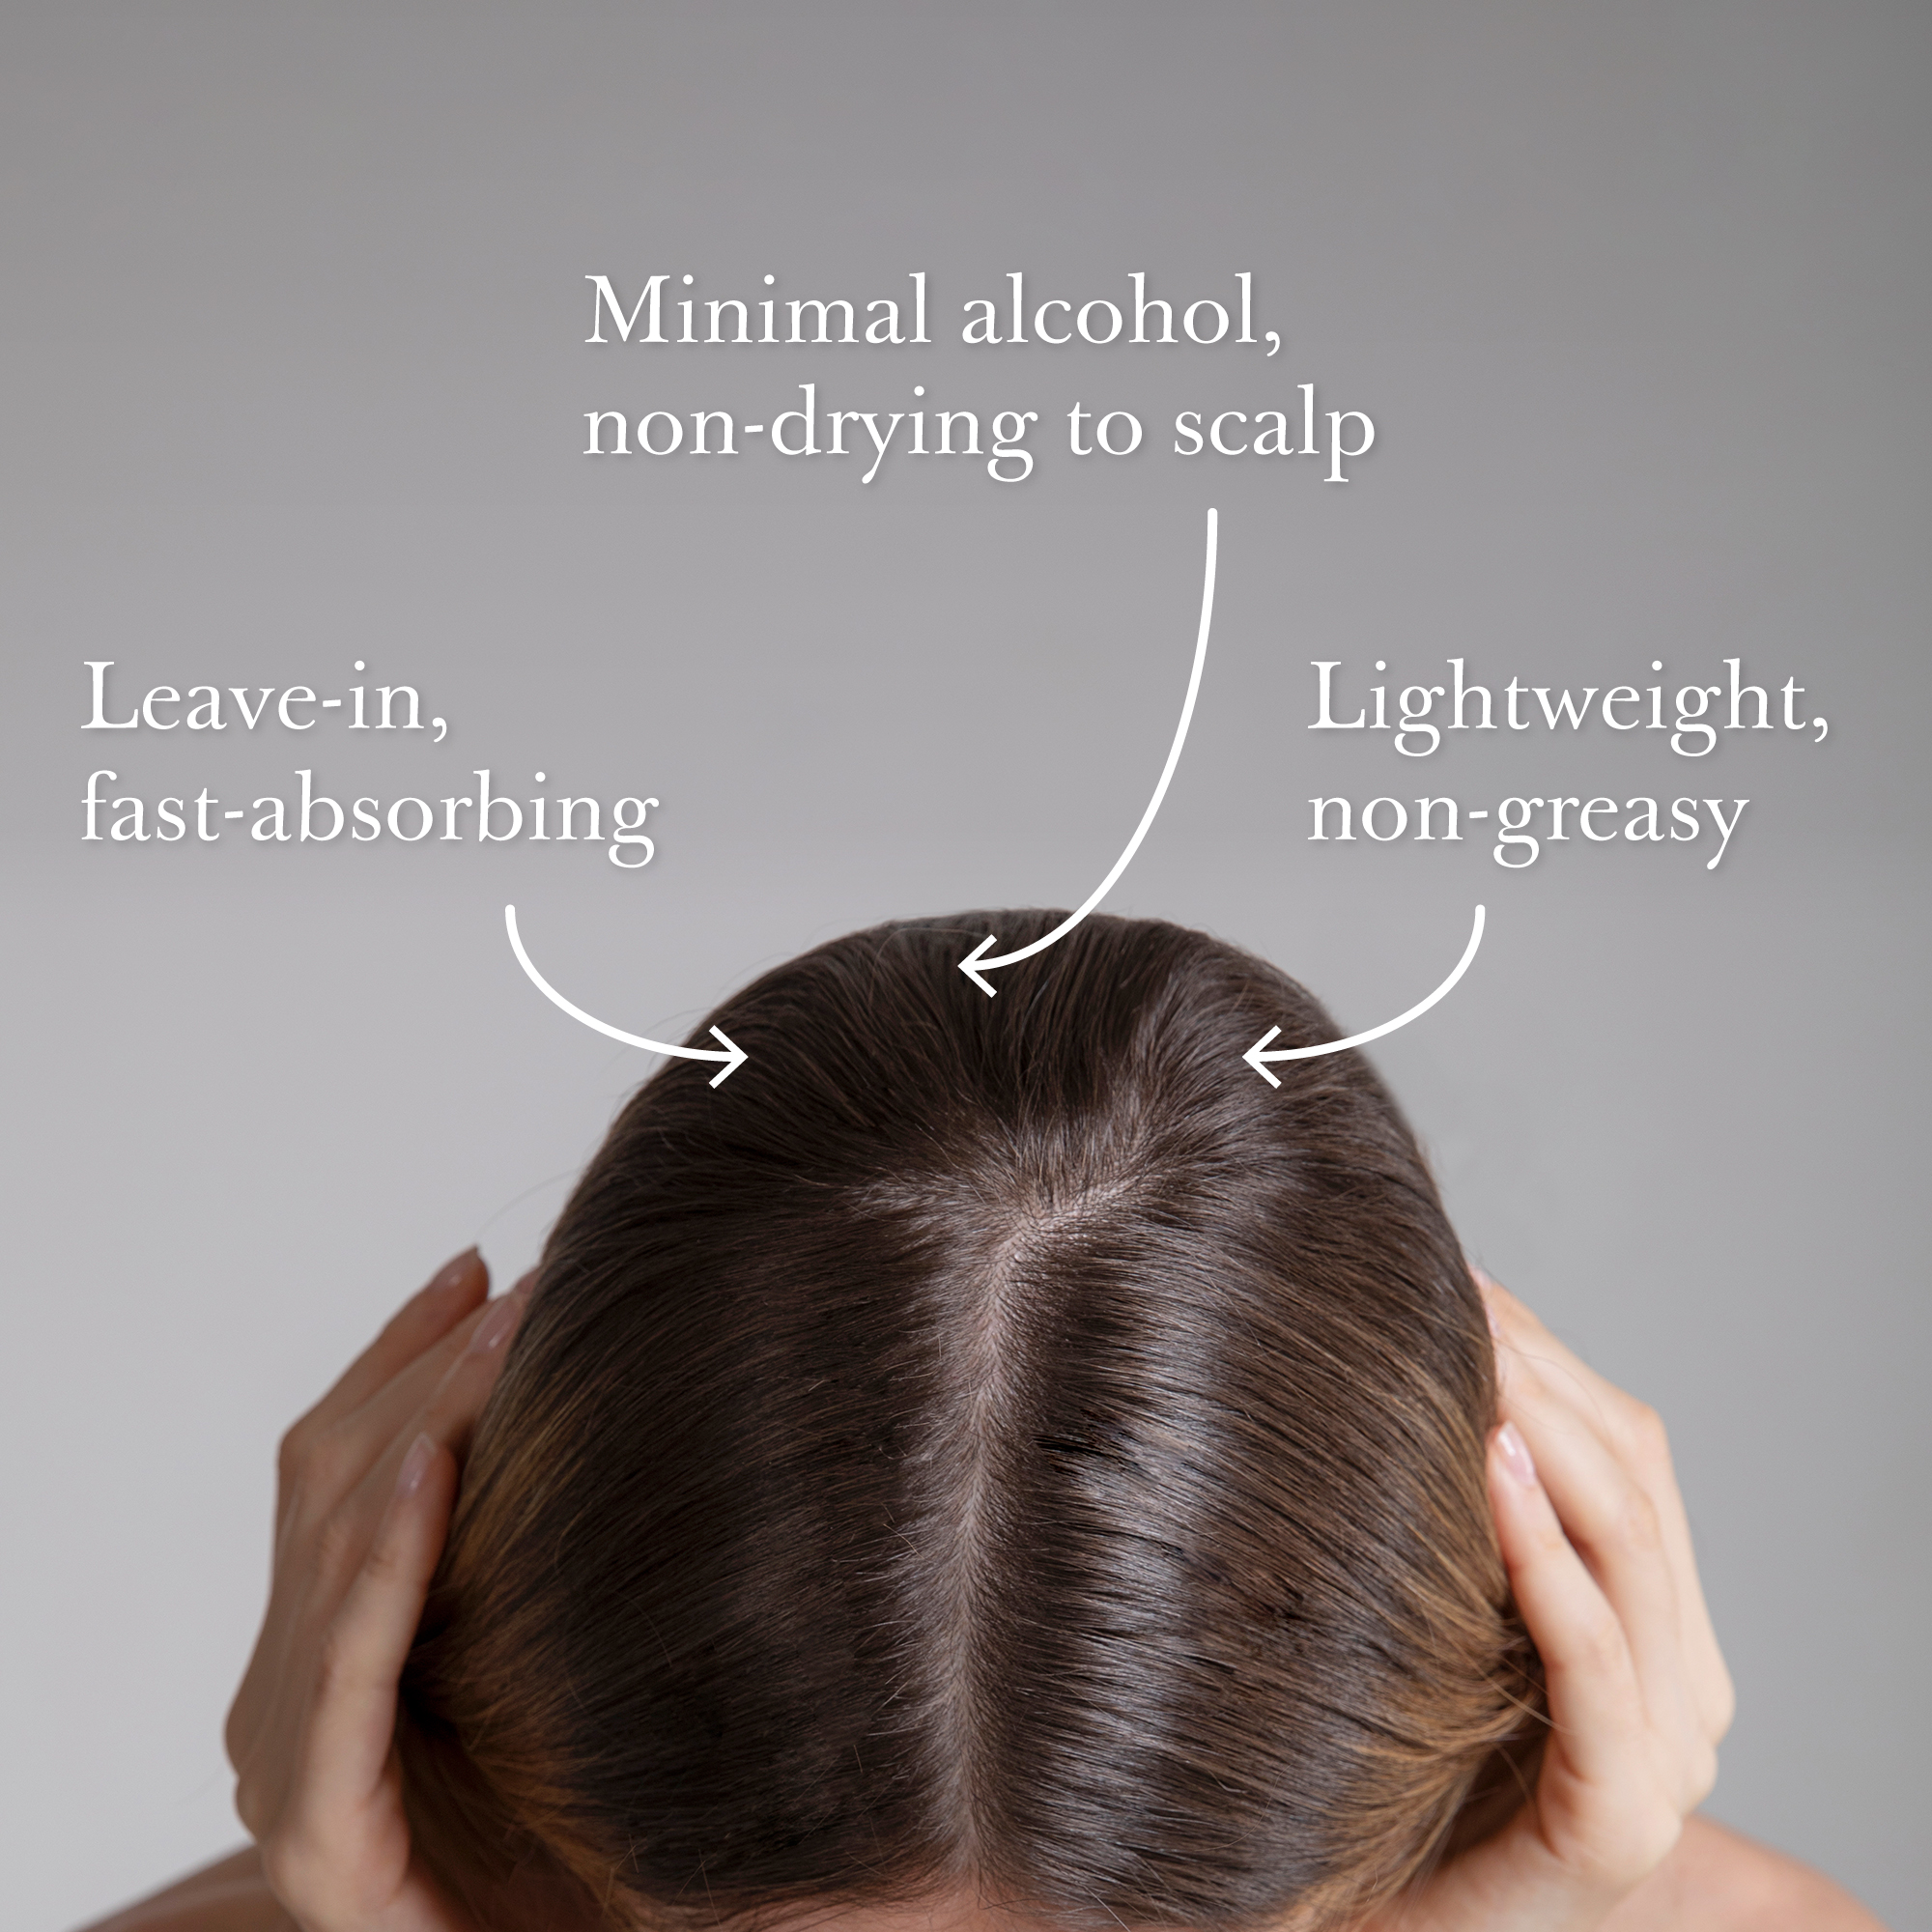 Minimal alcohol,
non-drying to scalp
Leave-in,
fast-absorbing
Lightweight,
non-greasy